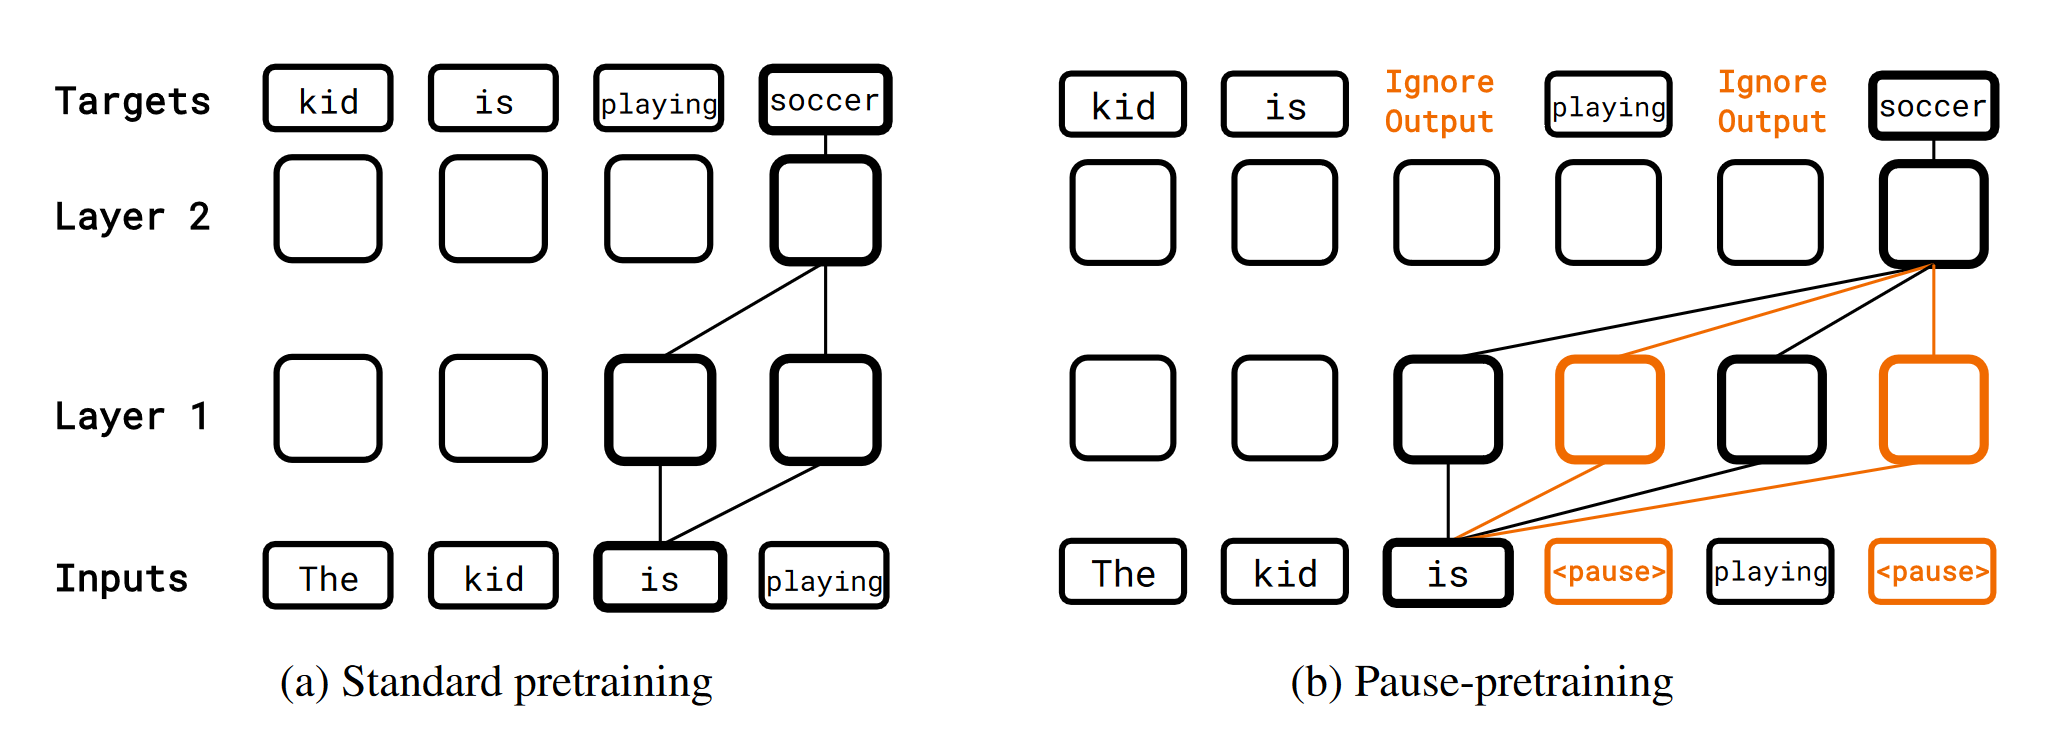 Targets
kid
is
playing
soccer
Layer 2
Layer 1
Inputs
The
kid
is
playing
(a) Standard pretraining
kid
is
Ignore
Output
playing
Ignore
Output
soccer
The
kid
is
<pause>
playing
<pause>
(b) Pause-pretraining